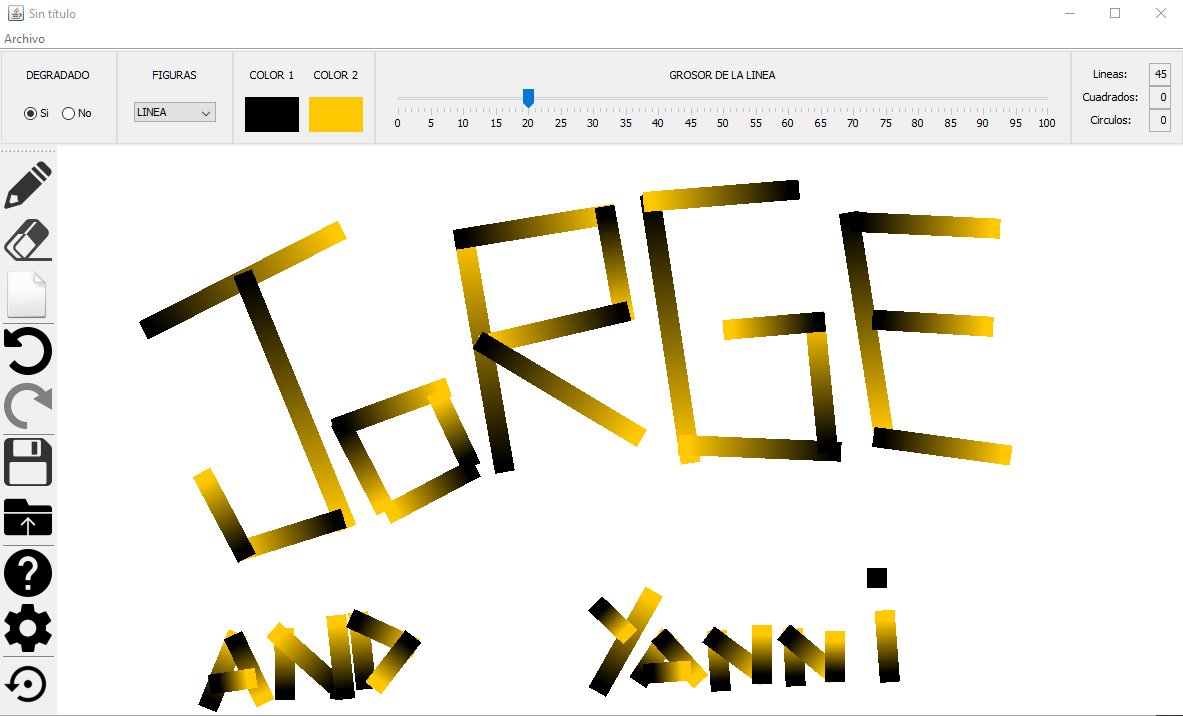 Sin título
Archivo
DEGRADADO FIGURAS COLOR 1 COLOR 2 GROSOR DE LA LINEA Lineas: 45
Si No LINEA Cuadrados: 0
0 5 10 15 20 25 30 35 40 45 50 55 60 65 70 75 80 85 90 95 100 Circulos: 0
JoRGE
AND YANNi